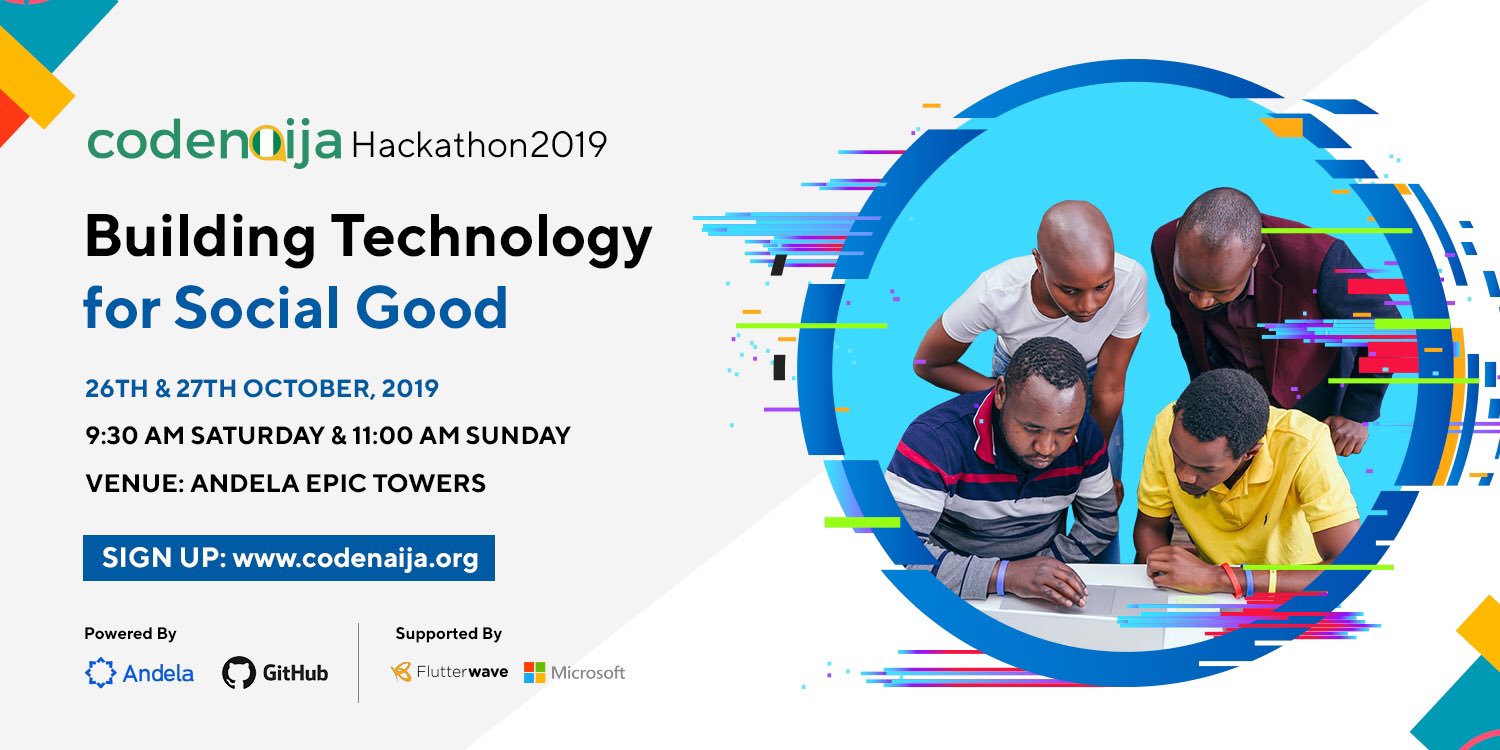 codenaija Hackathon2019
Building Technology
for Social Good
26TH & 27TH OCTOBER, 2019
9:30 AM SATURDAY & 11:00 AM SUNDAY
VENUE: ANDELA EPIC TOWERS
SIGN UP: www.codenaija.org
Powered By
Andela GitHub
Supported By
Flutterwave Microsoft